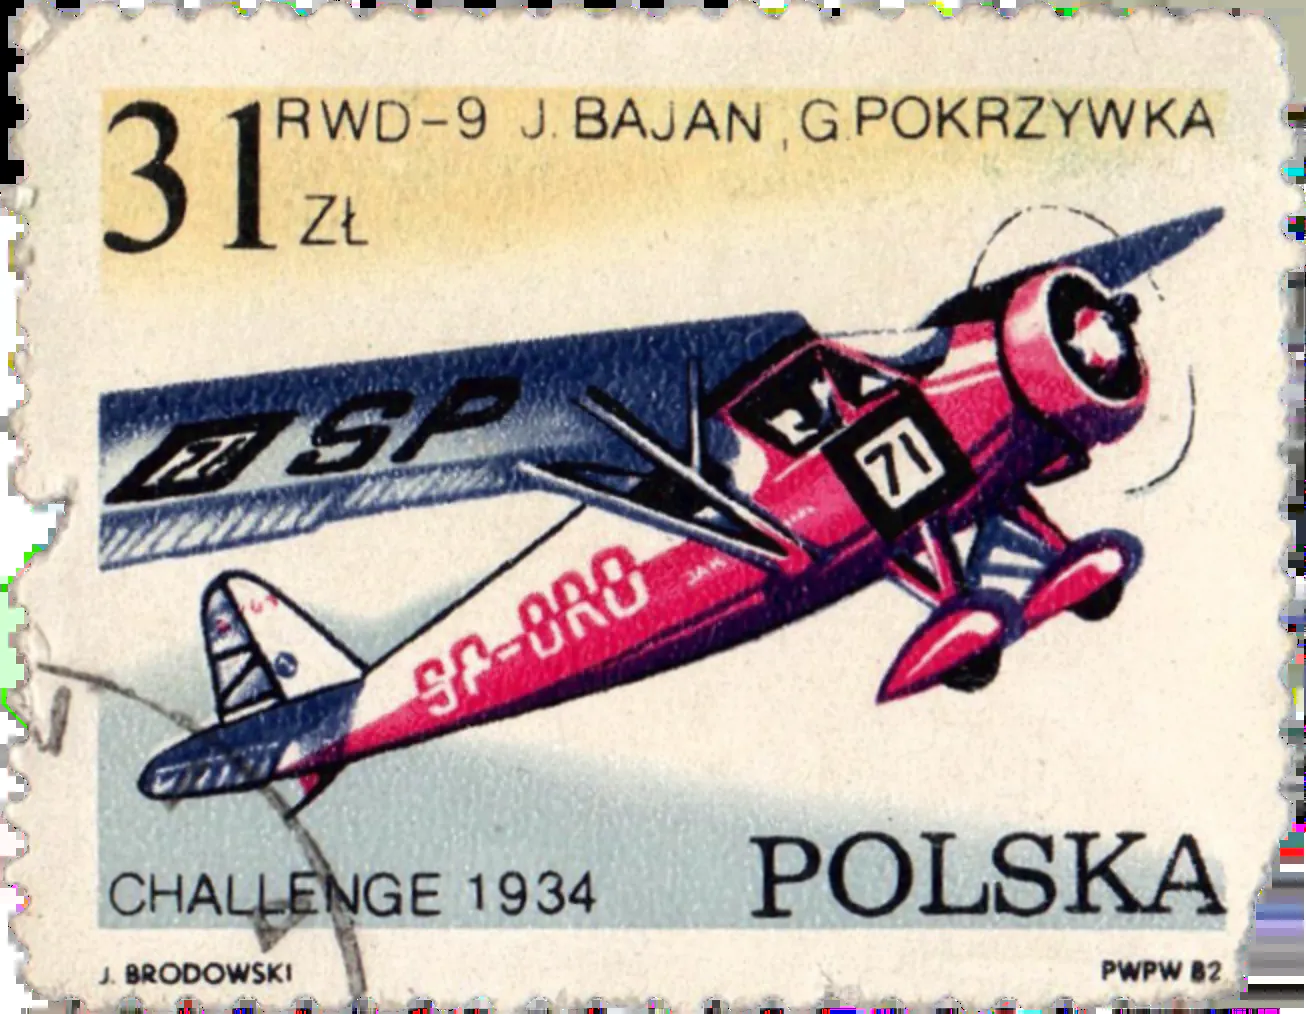 31 ZŁ
RWD-9 J. BAJAN, G. POKRZYWKA
SP
71
SP-DRD
CHALLENGE 1934
POLSKA
J. BRODOWSKI
PWPW 82